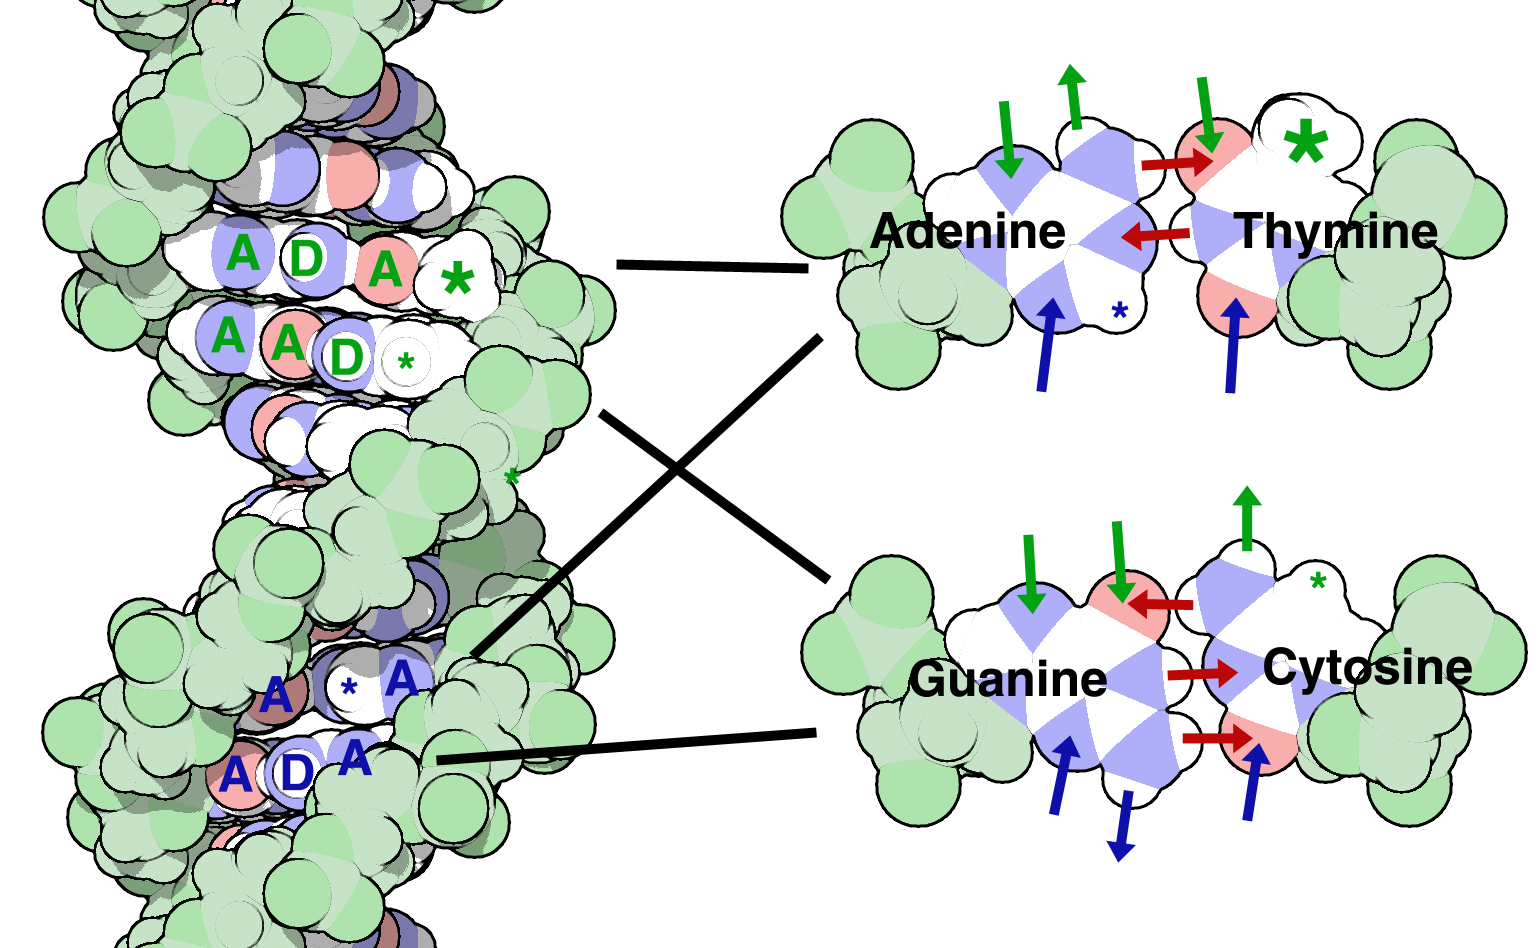 A D A *
A A D *
*
A * A
A D A
*
Adenine Thymine
*
*
Guanine Cytosine